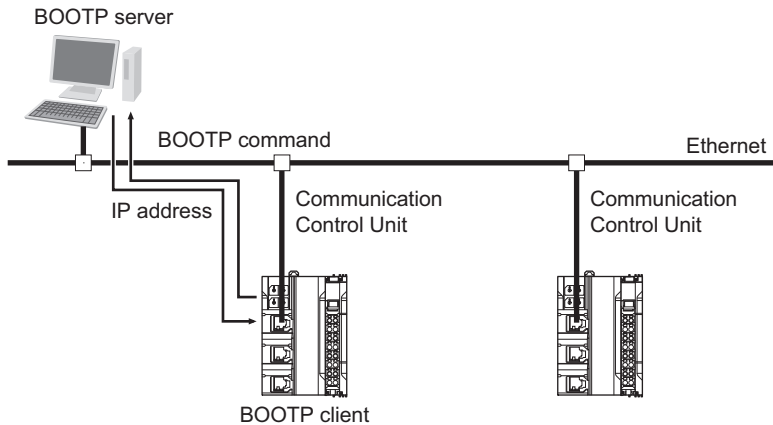 BOOTP server
BOOTP command
Ethernet
IP address
Communication
Control Unit
Communication
Control Unit
BOOTP client